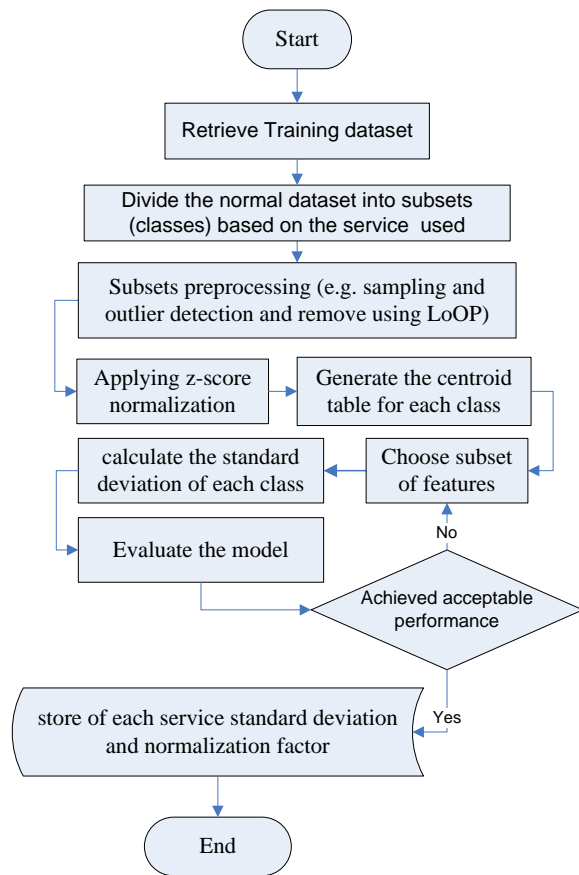 Start
Retrieve Training dataset
Divide the normal dataset into subsets
(classes) based on the service used
Subsets preprocessing (e.g. sampling and
outlier detection and remove using LoOP)
Applying z-score
normalization
Generate the centroid
table for each class
Choose subset
of features
calculate the standard
deviation of each class
Evaluate the model
No
Achieved acceptable
performance
Yes
store of each service standard deviation
and normalization factor
End